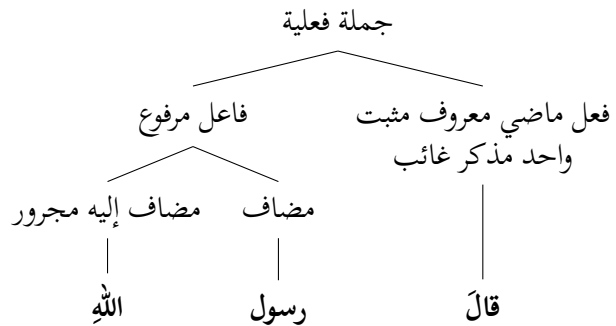 جملة فعلية
فعل ماضي معروف مثبت
واحد مذكر غائب
فاعل مرفوع
مضاف
مضاف إليه مجرور
قالَ
رسول
اللهِ